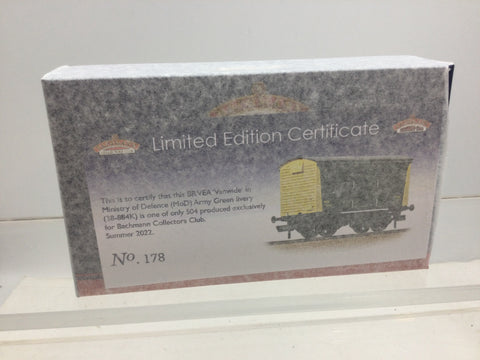 Limited Edition Certificate
This is to certify that this BR VEA 'Vanwide' in
Ministry of Defence (MoD) Army Green livery
(38-884K) is one of only 504 produced exclusively
for Bachmann Collectors Club.
Summer 2022.
No. 178